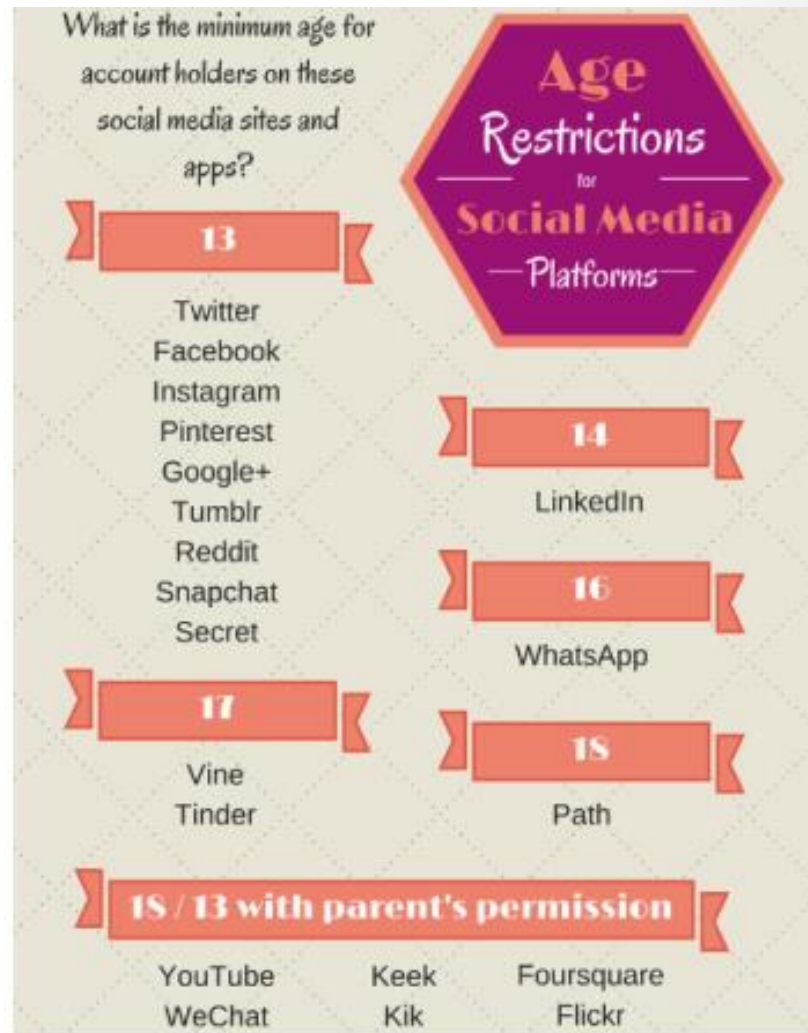 What is the minimum age for
account holders on these
social media sites and
apps?
Age
Restrictions
for
Social Media
Platforms
13
Twitter
Facebook
Instagram
Pinterest
Google+
Tumblr
Reddit
Snapchat
Secret
14
LinkedIn
16
WhatsApp
17
Vine
Tinder
18
Path
18 / 13 with parent's permission
YouTube Keek Foursquare
WeChat Kik Flickr